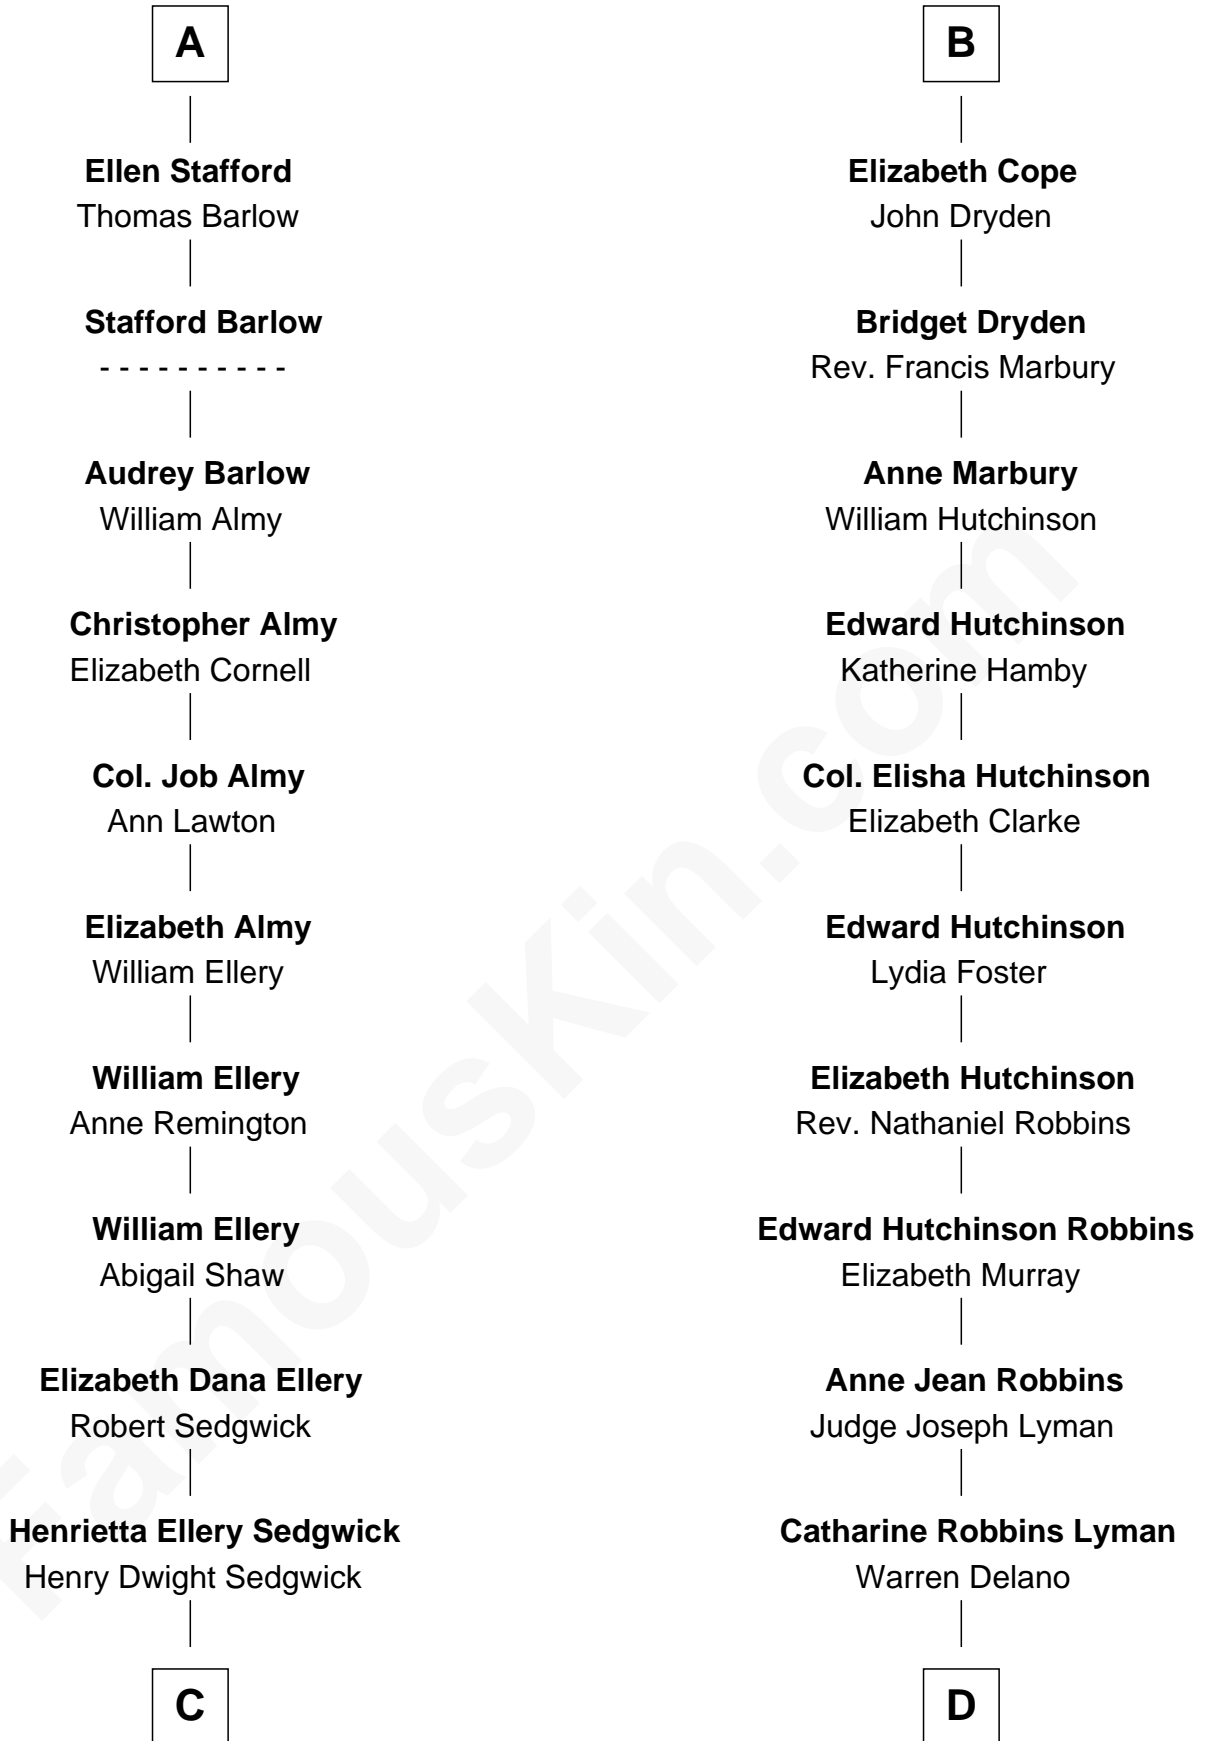 A
Ellen Stafford
Thomas Barlow
Stafford Barlow
- - - - - - - - - -
Audrey Barlow
William Almy
Christopher Almy
Elizabeth Cornell
Col. Job Almy
Ann Lawton
Elizabeth Almy
William Ellery
William Ellery
Anne Remington
William Ellery
Abigail Shaw
Elizabeth Dana Ellery
Robert Sedgwick
Henrietta Ellery Sedgwick
Henry Dwight Sedgwick
C
B
Elizabeth Cope
John Dryden
Bridget Dryden
Rev. Francis Marbury
Anne Marbury
William Hutchinson
Edward Hutchinson
Katherine Hamby
Col. Elisha Hutchinson
Elizabeth Clarke
Edward Hutchinson
Lydia Foster
Elizabeth Hutchinson
Rev. Nathaniel Robbins
Edward Hutchinson Robbins
Elizabeth Murray
Anne Jean Robbins
Judge Joseph Lyman
Catharine Robbins Lyman
Warren Delano
D
FamousKin.com